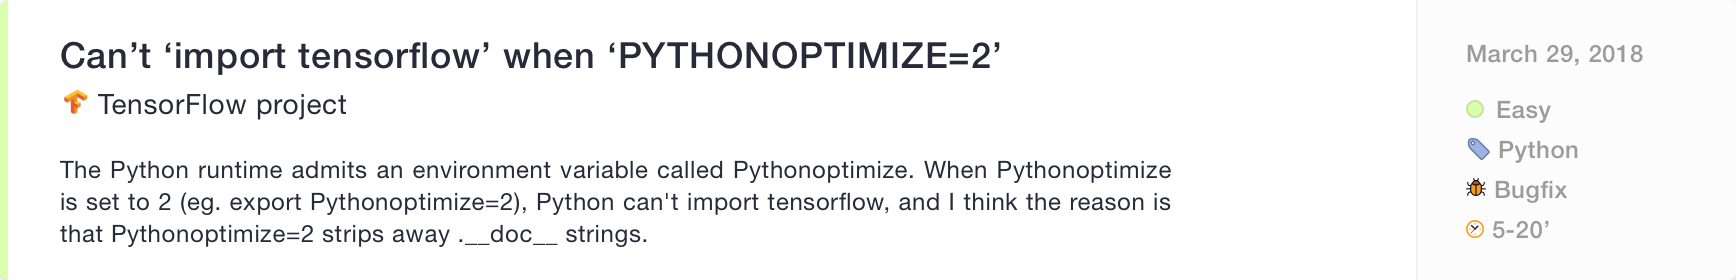 Can’t ‘import tensorflow’ when ‘PYTHONOPTIMIZE=2’
TensorFlow project
The Python runtime admits an environment variable called Pythonoptimize. When Pythonoptimize
is set to 2 (eg. export Pythonoptimize=2), Python can't import tensorflow, and I think the reason is
that Pythonoptimize=2 strips away .__doc__ strings.
March 29, 2018
Easy
Python
Bugfix
5-20’